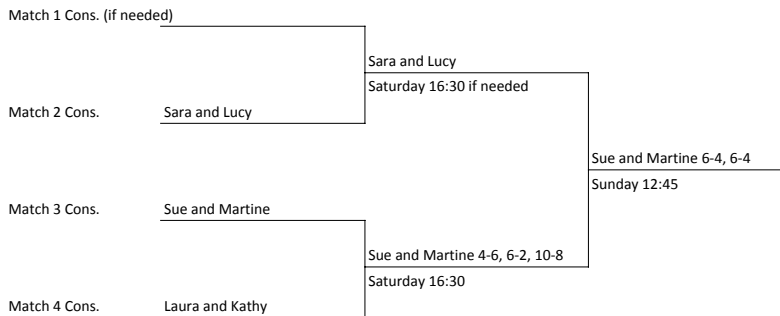 Match 1 Cons. (if needed)
Sara and Lucy
Saturday 16:30 if needed
Match 2 Cons. Sara and Lucy
Sue and Martine 6-4, 6-4
Sunday 12:45
Match 3 Cons. Sue and Martine
Sue and Martine 4-6, 6-2, 10-8
Saturday 16:30
Match 4 Cons. Laura and Kathy